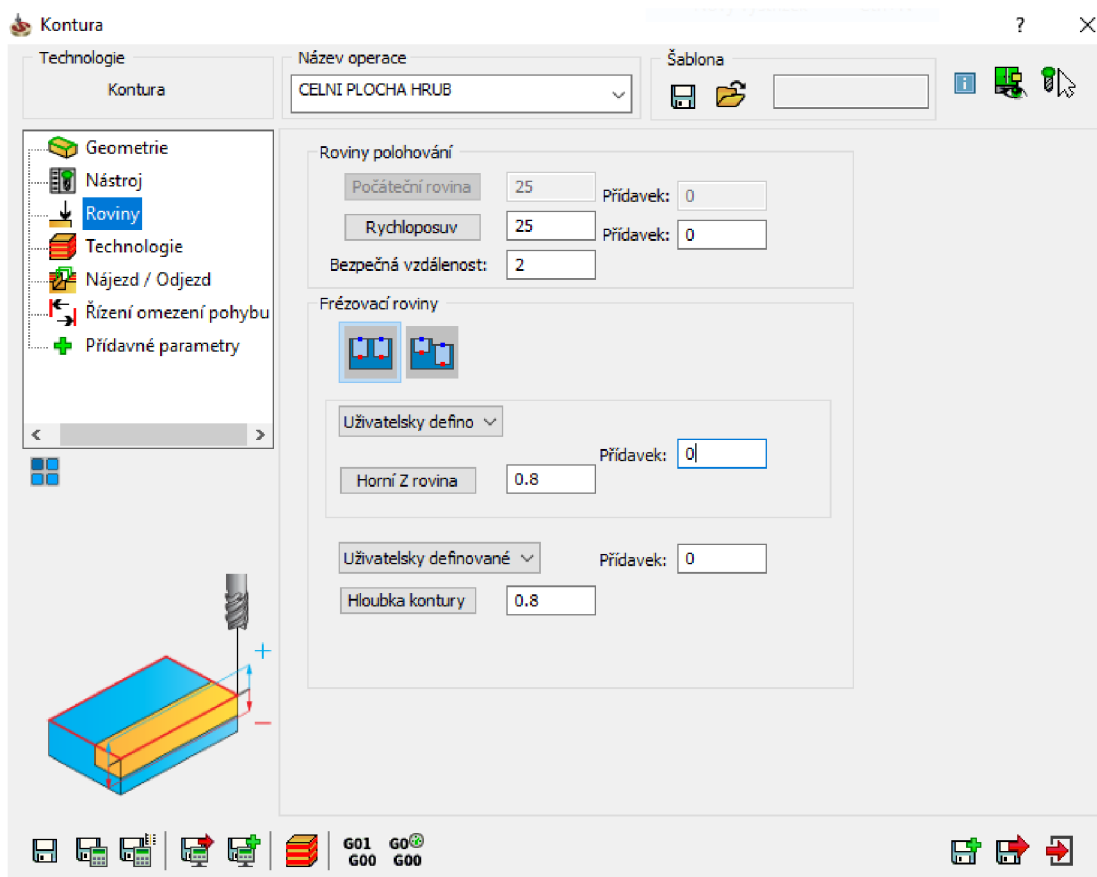 Kontura
?
Technologie
Kontura
Název operace
CELNI PLOCHA HRUB
Šablona
Geometrie
Nástroj
Roviny
Technologie
Nájezd / Odjezd
Řízení omezení pohybu
Přídavné parametry
Roviny polohování
Počáteční rovina 25 Přídavek: 0
Rychloposuv 25 Přídavek: 0
Bezpečná vzdálenost: 2
Frézovací roviny
Uživatelsky defino
Přídavek: 0
Horní Z rovina 0.8
Uživatelsky definované Přídavek: 0
Hloubka kontury 0.8
+
−
G01 G00
G00 G00